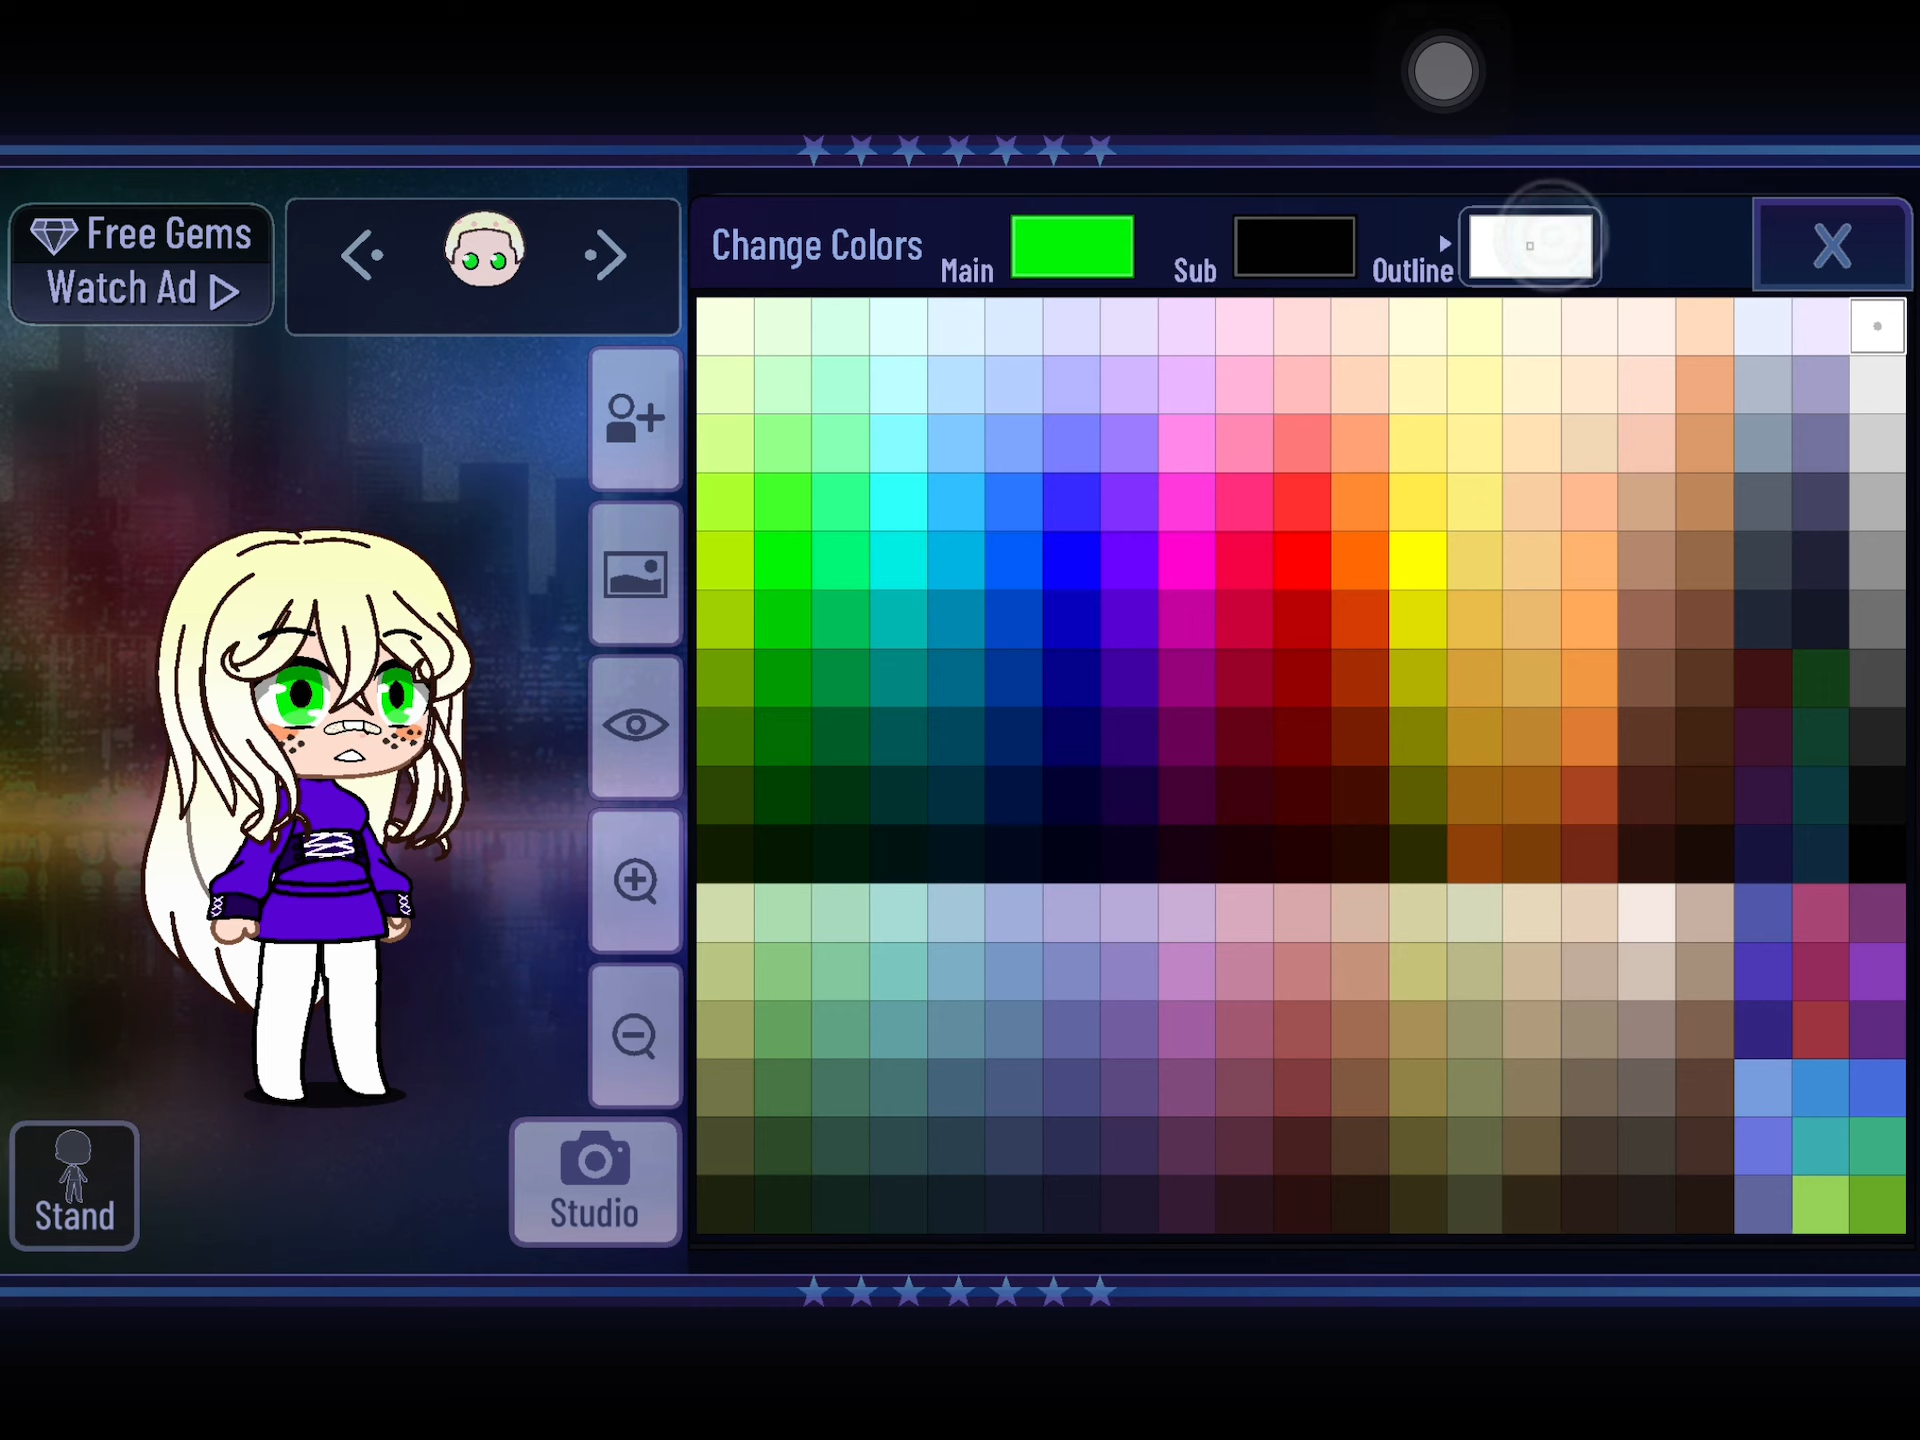 Free Gems
Watch Ad
Change Colors
Main
Sub
Outline
X
Stand
Studio